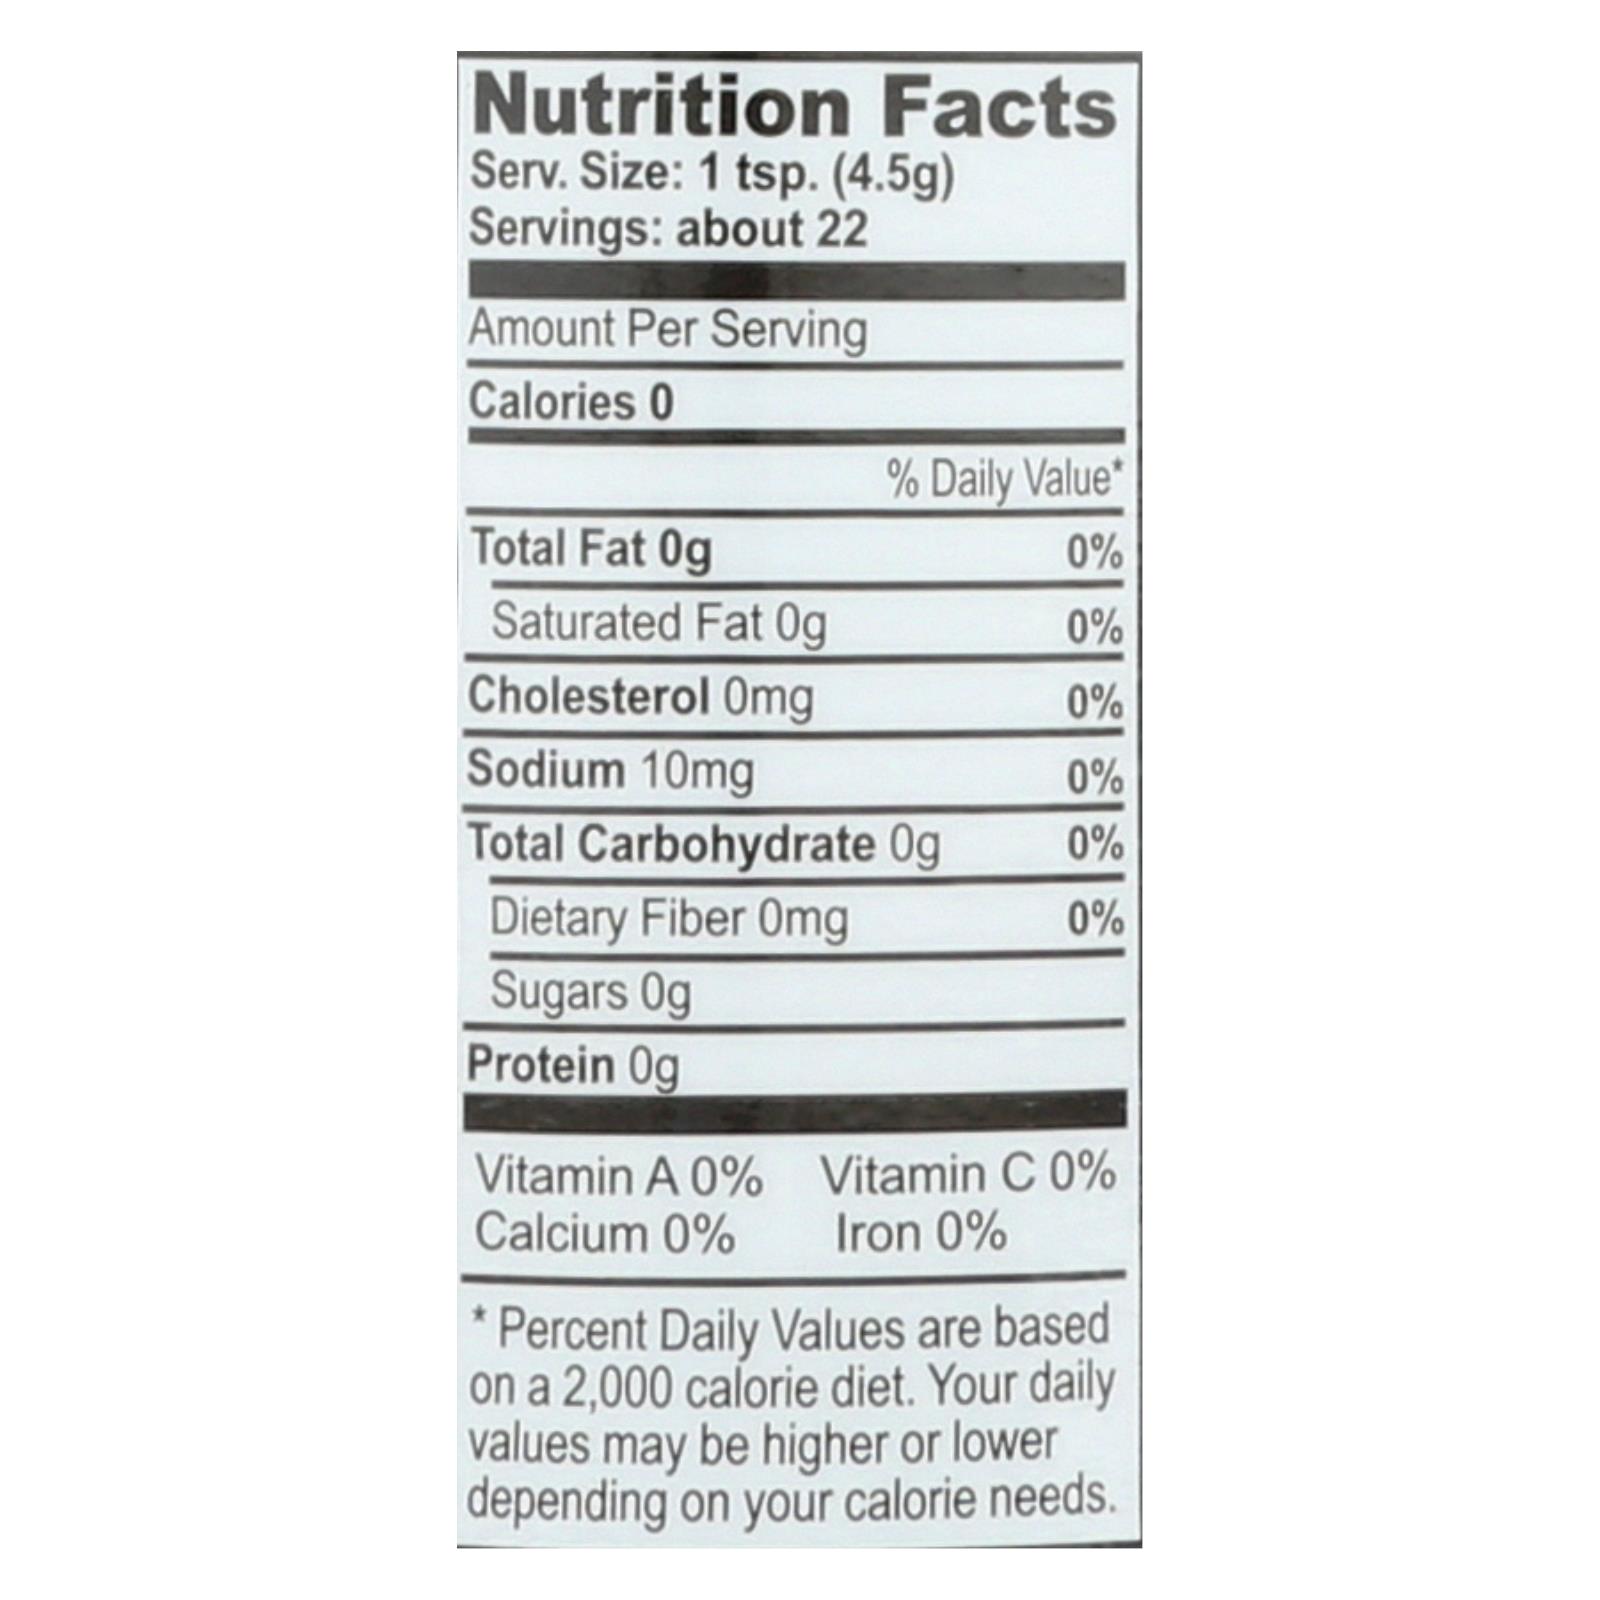 Nutrition Facts
Serv. Size: 1 tsp. (4.5g)
Servings: about 22
Amount Per Serving
Calories 0
% Daily Value*
Total Fat 0g 0%
Saturated Fat 0g 0%
Cholesterol 0mg 0%
Sodium 10mg 0%
Total Carbohydrate 0g 0%
Dietary Fiber 0mg 0%
Sugars 0g
Protein 0g
Vitamin A 0% Vitamin C 0%
Calcium 0% Iron 0%
* Percent Daily Values are based
on a 2,000 calorie diet. Your daily
values may be higher or lower
depending on your calorie needs.